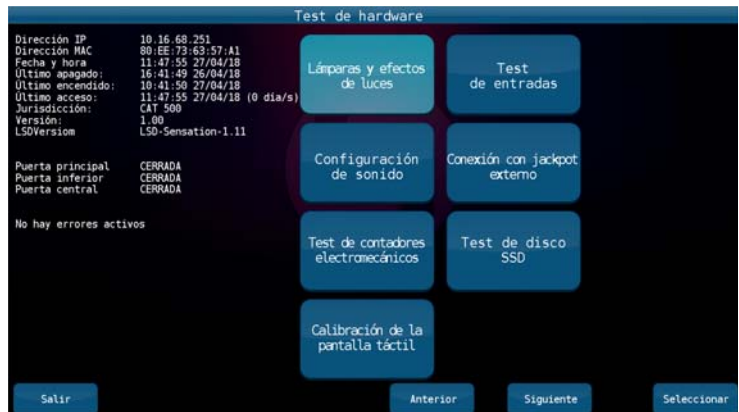 Test de hardware
Dirección IP 10.16.68.251
Dirección MAC 80:EE:73:63:57:A1
Fecha y hora 11:47:55 27/04/18
Último apagado: 16:41:49 26/04/18
Último encendido: 10:41:50 27/04/18
Último acceso: 11:47:55 27/04/18 (0 dia/s)
Jurisdicción: CAT 500
Versión: 1.00
LSDVersiom LSD-Sensation-1.11
Puerta principal CERRADA
Puerta inferior CERRADA
Puerta central CERRADA
No hay errores activos
Lámparas y efectos
de luces
Test
de entradas
Configuración
de sonido
Conexión con jackpot
externo
Test de contadores
electromecánicos
Test de disco
SSD
Calibración de la
pantalla táctil
Salir
Anterior
Siguiente
Seleccionar